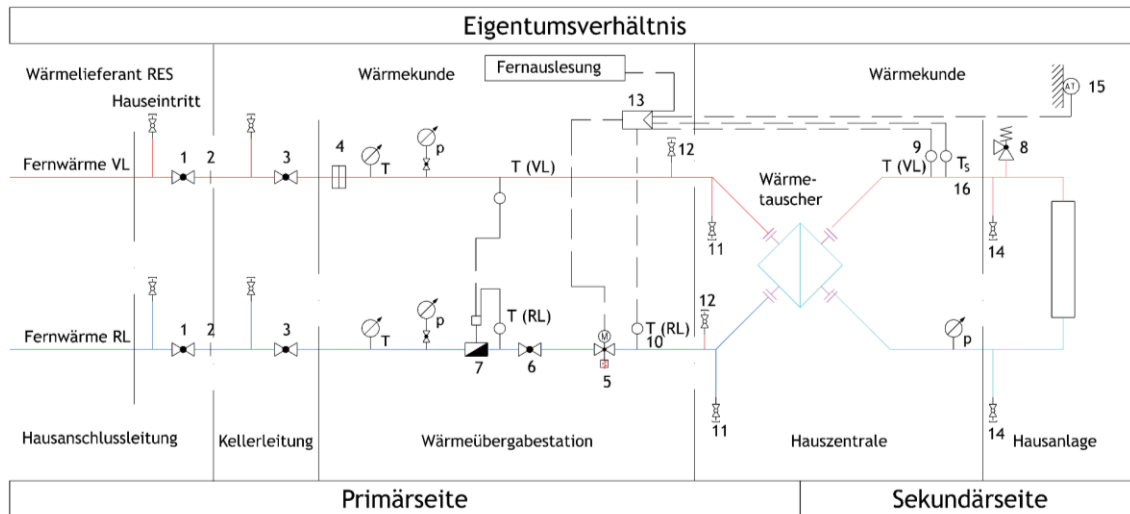 Eigentumsverhältnis
Wärmelieferant RES
Wärmekunde
Fernauslesung
Wärmekunde
Hauseintritt
13
15
AT
Fernwärme VL
1
2
3
4
T
p
T (VL)
12
9
T (VL)
Ts
8
16
Wärme-
tauscher
11
14
Fernwärme RL
1
2
3
T
p
T (RL)
7
6
M
5
T (RL)
10
12
11
p
14
Hausanschlussleitung
Kellerleitung
Wärmeübergabestation
Hauszentrale
Hausanlage
Primärseite
Sekundärseite